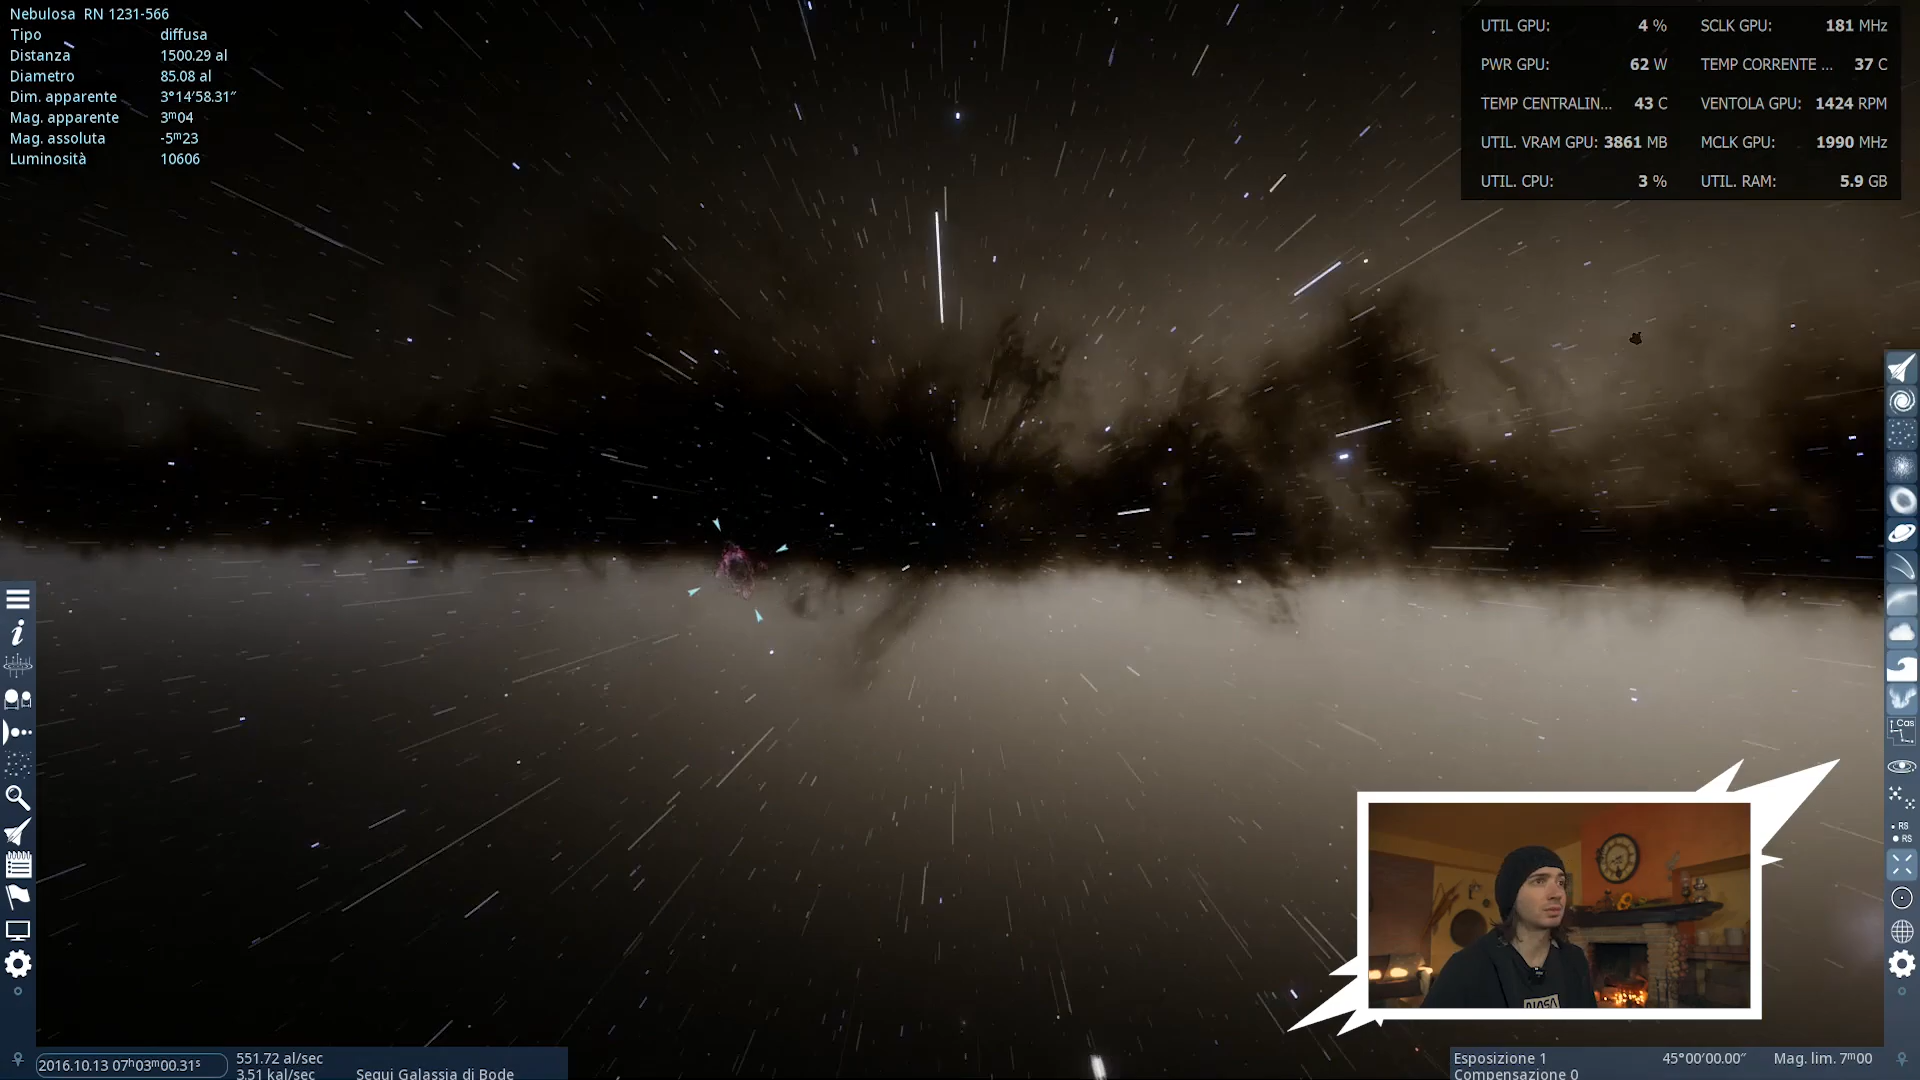 Nebulosa RN 1231-566
Tipo diffusa
Distanza 1500.29 al
Diametro 85.08 al
Dim. apparente 3°14′58.31″
Mag. apparente 3ᵐ04
Mag. assoluta -5ᵐ23
Luminosità 10606
UTIL GPU: 4 % SCLK GPU: 181 MHz
PWR GPU: 62 W TEMP CORRENTE ... 37 C
TEMP CENTRALIN... 43 C VENTOLA GPU: 1424 RPM
UTIL. VRAM GPU: 3861 MB MCLK GPU: 1990 MHz
UTIL. CPU: 3 % UTIL. RAM: 5.9 GB
Cas
RS
RS
NASA
2016.10.13 07ʰ03ᵐ00.31ˢ
551.72 al/sec
3.51 kal/sec Segui Galassia di Bode
Esposizione 1 45°00′00.00″ Mag. lim. 7ᵐ00
Compensazione 0